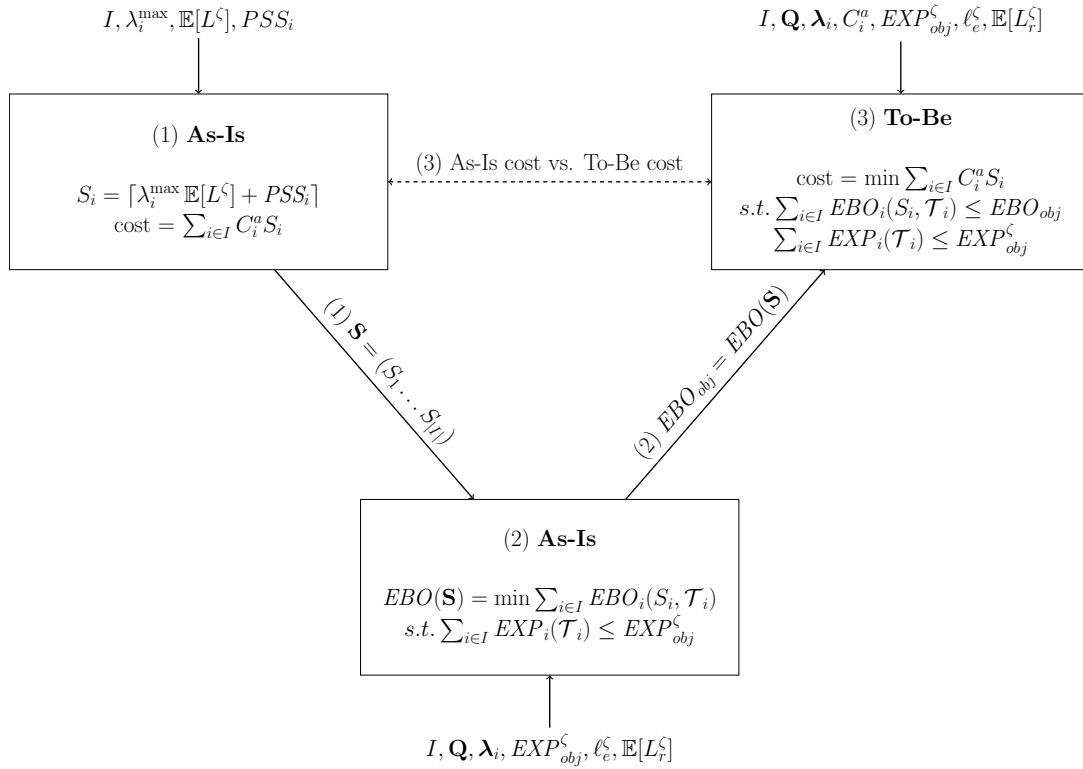 I, λ_i^max, 𝔼[L^ζ], PSS_i
I, 𝐐, 𝛌_i, C_i^a, EXP_obj^ζ, ℓ_e^ζ, 𝔼[L_r^ζ]
(1) As-Is
S_i = ⌈λ_i^max 𝔼[L^ζ] + PSS_i⌉
cost = ∑_{i∈I} C_i^a S_i
(3) As-Is cost vs. To-Be cost
(3) To-Be
cost = min ∑_{i∈I} C_i^a S_i
s.t. ∑_{i∈I} EBO_i(S_i, 𝓣_i) ≤ EBO_obj
∑_{i∈I} EXP_i(𝓣_i) ≤ EXP_obj^ζ
(1) 𝐒 = (S_1 … S_{|I|})
(2) EBO_obj = EBO(𝐒)
(2) As-Is
EBO(𝐒) = min ∑_{i∈I} EBO_i(S_i, 𝓣_i)
s.t. ∑_{i∈I} EXP_i(𝓣_i) ≤ EXP_obj^ζ
I, 𝐐, 𝛌_i, EXP_obj^ζ, ℓ_e^ζ, 𝔼[L_r^ζ]